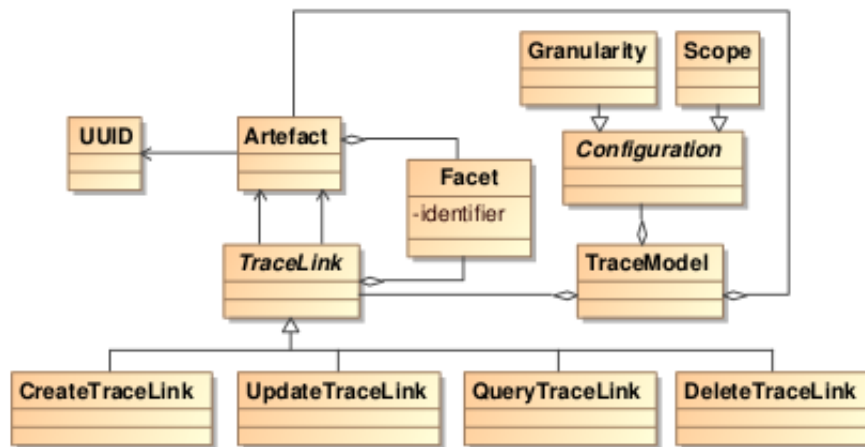 Granularity
Scope
UUID
Artefact
Configuration
Facet
-identifier
TraceLink
TraceModel
CreateTraceLink
UpdateTraceLink
QueryTraceLink
DeleteTraceLink